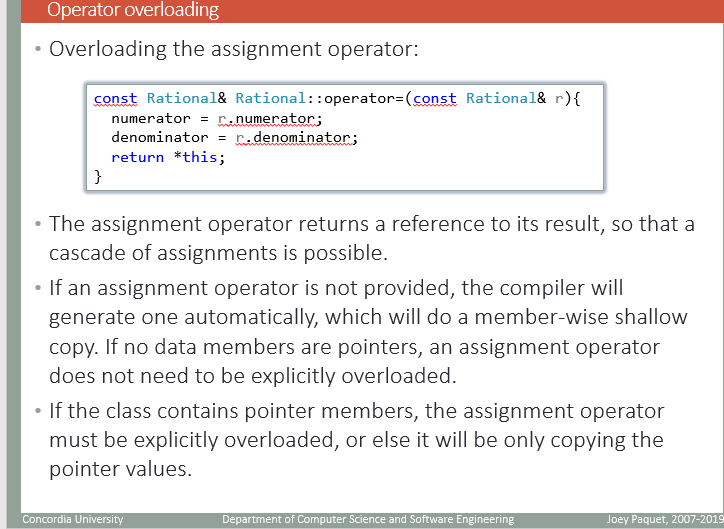 Operator overloading
• Overloading the assignment operator:
const Rational& Rational::operator=(const Rational& r){
numerator = r.numerator;
denominator = r.denominator;
return *this;
}
• The assignment operator returns a reference to its result, so that a
cascade of assignments is possible.
• If an assignment operator is not provided, the compiler will
generate one automatically, which will do a member-wise shallow
copy. If no data members are pointers, an assignment operator
does not need to be explicitly overloaded.
• If the class contains pointer members, the assignment operator
must be explicitly overloaded, or else it will be only copying the
pointer values.
Concordia University Department of Computer Science and Software Engineering Joey Paquet, 2007-2019